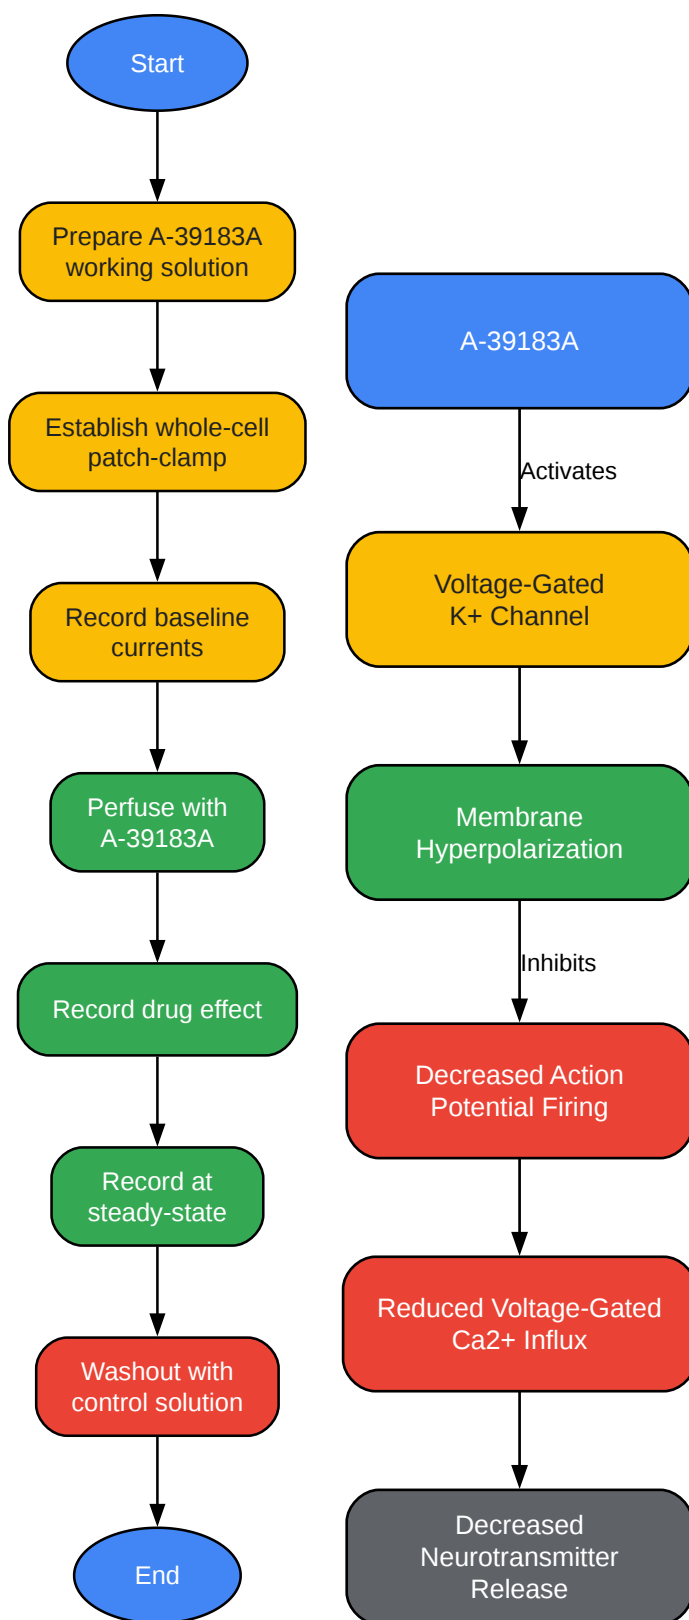 Start
Prepare A-39183A
working solution
Establish whole-cell
patch-clamp
Record baseline
currents
Perfuse with
A-39183A
Record drug effect
Record at
steady-state
Washout with
control solution
End
A-39183A
Activates
Voltage-Gated
K+ Channel
Membrane
Hyperpolarization
Inhibits
Decreased Action
Potential Firing
Reduced Voltage-Gated
Ca2+ Influx
Decreased
Neurotransmitter
Release